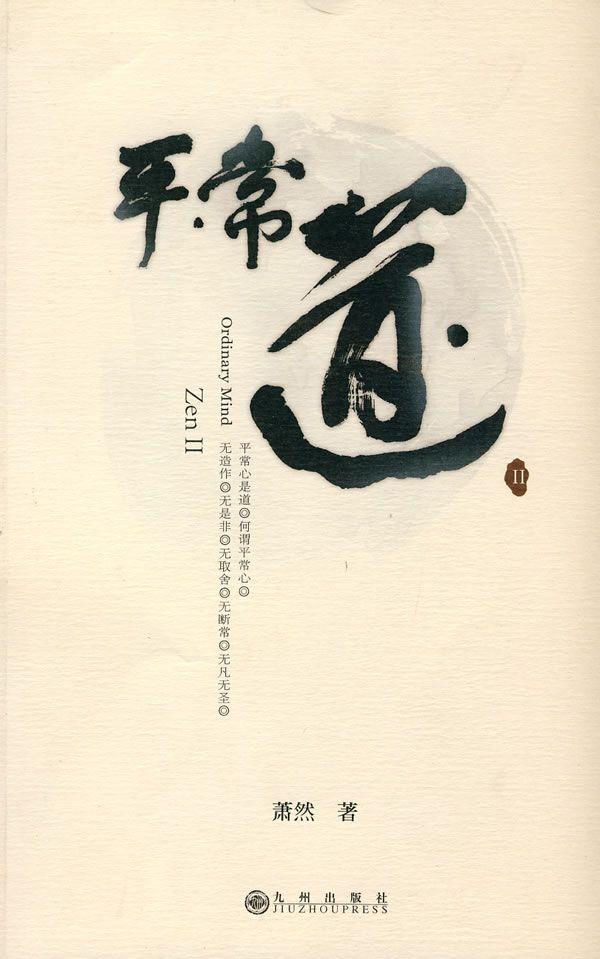 平·常道
II
Ordinary Mind
Zen II
平常心是道◎何谓平常心◎
无造作◎无是非◎无取舍◎无断常◎无凡无圣◎
萧然 著
九州出版社
JIUZHOUPRESS